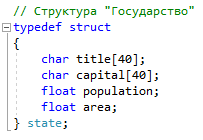 // Структура "Государство"
typedef struct
{
char title[40];
char capital[40];
float population;
float area;
} state;